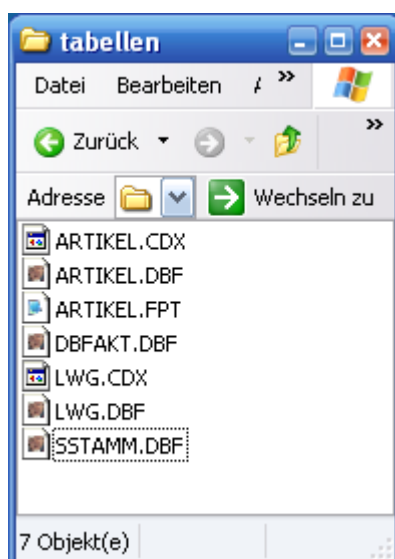 tabellen
Datei Bearbeiten »
Zurück »
Adresse Wechseln zu
ARTIKEL.CDX
ARTIKEL.DBF
ARTIKEL.FPT
DBFAKT.DBF
LWG.CDX
LWG.DBF
SSTAMM.DBF
7 Objekt(e)